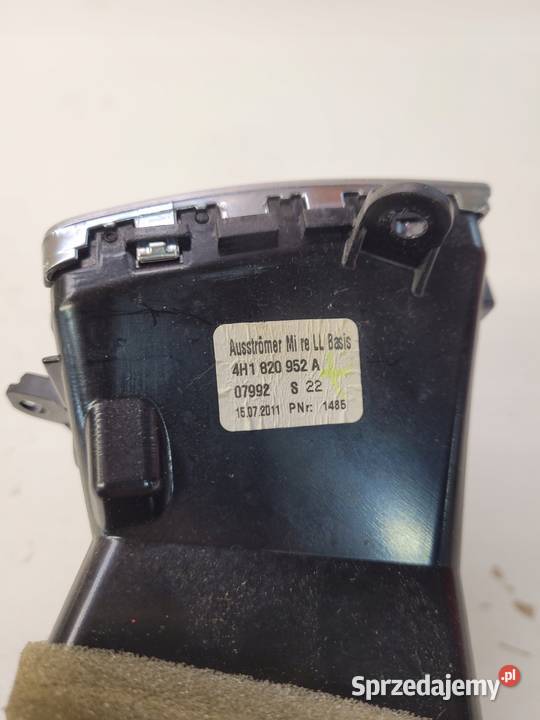 Ausströmer Mi re LL Basis
4H1 820 952 A
07992 S 22
15.07.2011 PNr: 1485
Sprzedajemy.pl